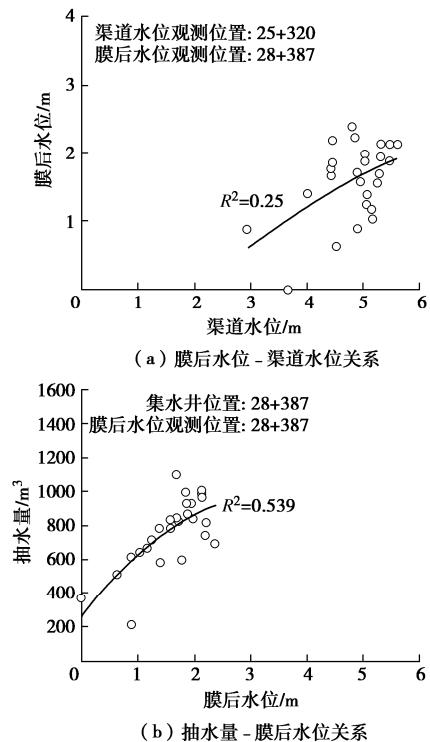 4
渠道水位观测位置: 25+320
膜后水位观测位置: 28+387
3
膜后水位/m
2
R²=0.25
1
0 1 2 3 4 5 6
渠道水位/m
（a）膜后水位–渠道水位关系
1600
集水井位置: 28+387
1400
膜后水位观测位置: 28+387
1200
1000
抽水量/m³
R²=0.539
800
600
400
200
0 1 2 3 4 5 6
膜后水位/m
（b）抽水量–膜后水位关系